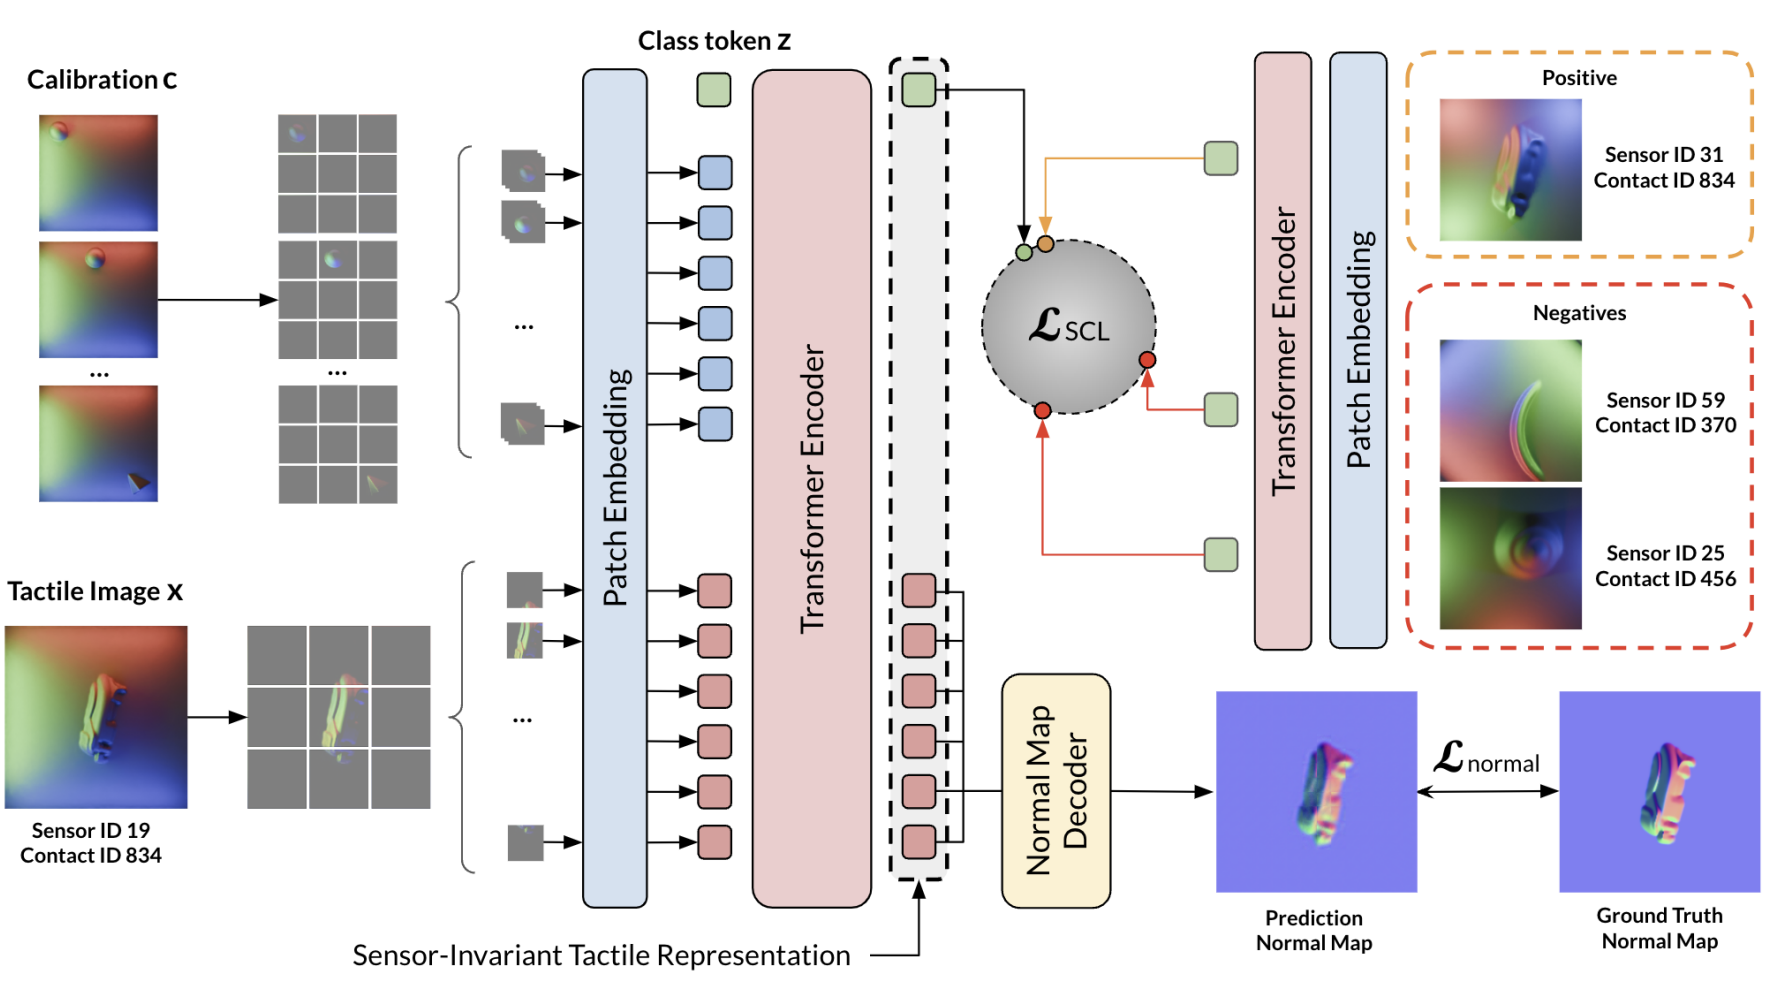 Class token z
Calibration c
...
...
...
Patch Embedding
Transformer Encoder
Tactile Image x
...
Sensor ID 19
Contact ID 834
Sensor-Invariant Tactile Representation
ℒ SCL
Transformer Encoder
Patch Embedding
Positive
Sensor ID 31
Contact ID 834
Negatives
Sensor ID 59
Contact ID 370
Sensor ID 25
Contact ID 456
Normal Map
Decoder
ℒ normal
Prediction
Normal Map
Ground Truth
Normal Map